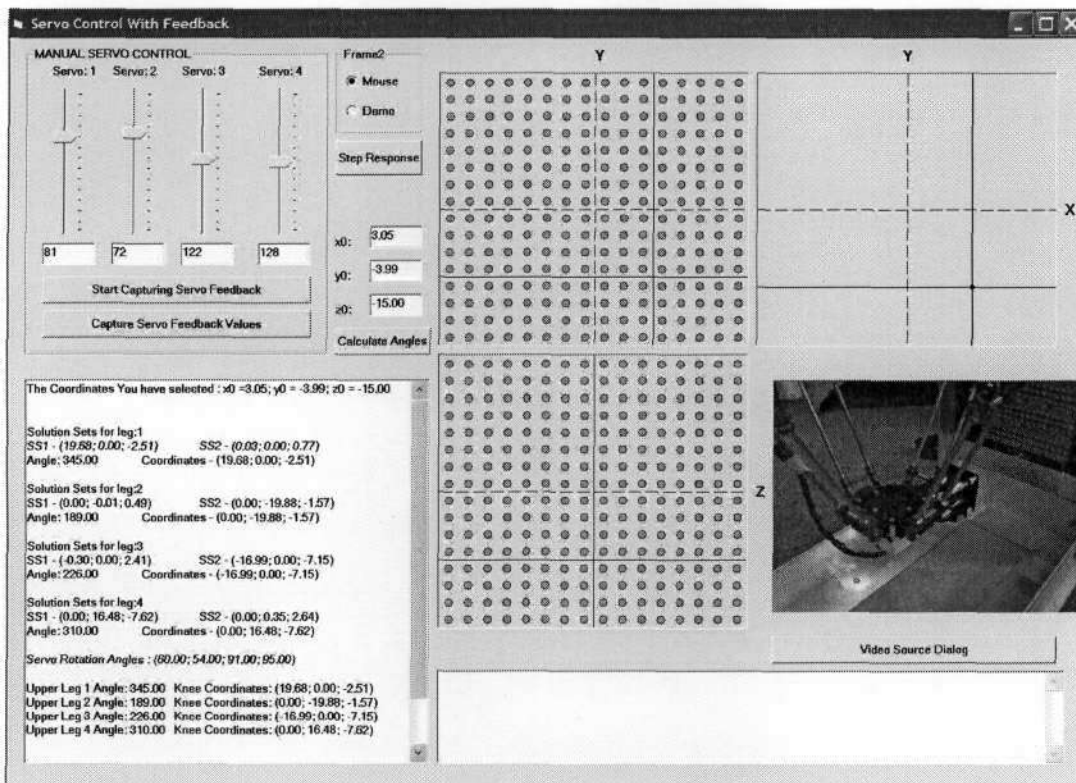 Servo Control With Feedback
MANUAL SERVO CONTROL
Servo: 1 Servo: 2 Servo: 3 Servo: 4
81 72 122 128
Start Capturing Servo Feedback
Capture Servo Feedback Values
Frame2
Mouse
Demo
Step Response
x0: 3.05
y0: -3.99
z0: -15.00
Calculate Angles
Y
Y
X
Z
The Coordinates You have selected : x0 =3.05; y0 = -3.99; z0 = -15.00
Solution Sets for leg:1
SS1 - (19.68; 0.00; -2.51) SS2 - (0.03; 0.00; 0.77)
Angle: 345.00 Coordinates - (19.68; 0.00; -2.51)
Solution Sets for leg:2
SS1 - (0.00; -0.01; 0.49) SS2 - (0.00; -19.88; -1.57)
Angle: 189.00 Coordinates - (0.00; -19.88; -1.57)
Solution Sets for leg:3
SS1 - (-0.30; 0.00; 2.41) SS2 - (-16.99; 0.00; -7.15)
Angle: 226.00 Coordinates - (-16.99; 0.00; -7.15)
Solution Sets for leg:4
SS1 - (0.00; 16.48; -7.62) SS2 - (0.00; 0.35; 2.64)
Angle: 310.00 Coordinates - (0.00; 16.48; -7.62)
Servo Rotation Angles : (60.00; 54.00; 91.00; 95.00)
Upper Leg 1 Angle: 345.00 Knee Coordinates: (19.68; 0.00; -2.51)
Upper Leg 2 Angle: 189.00 Knee Coordinates: (0.00; -19.88; -1.57)
Upper Leg 3 Angle: 226.00 Knee Coordinates: (-16.99; 0.00; -7.15)
Upper Leg 4 Angle: 310.00 Knee Coordinates: (0.00; 16.48; -7.62)
Video Source Dialog